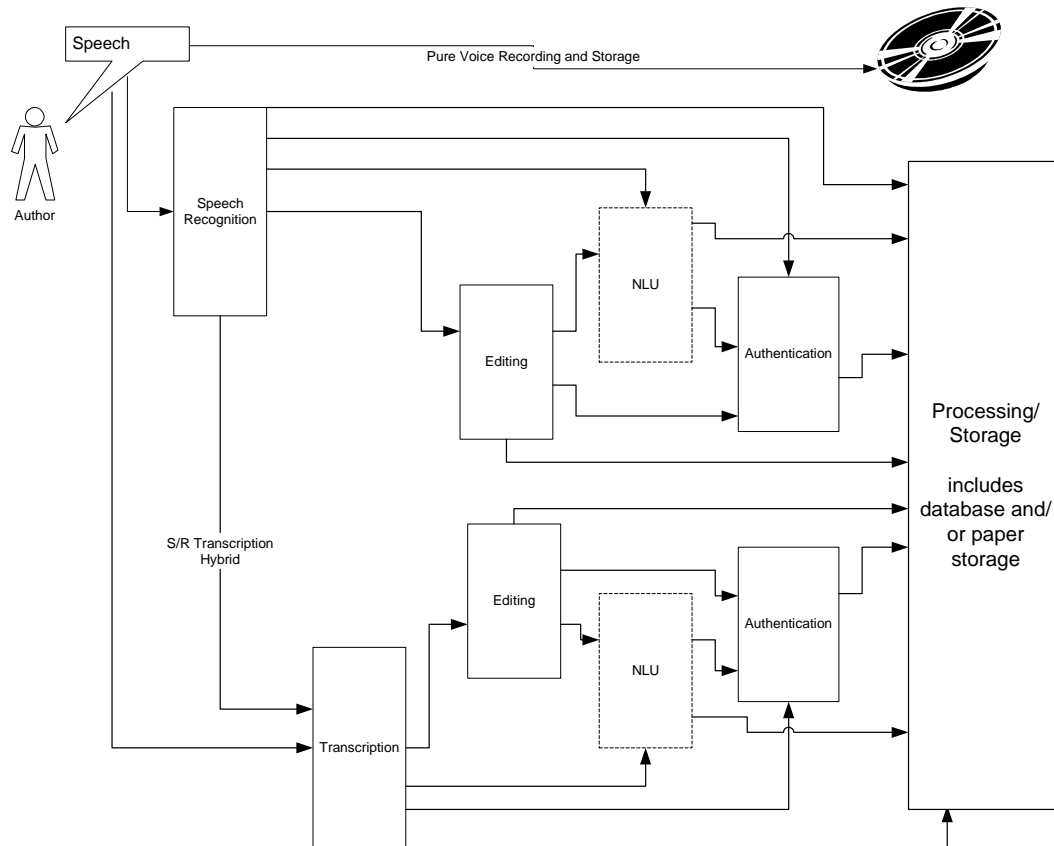 Speech
Pure Voice Recording and Storage
Author
Speech
Recognition
NLU
Editing
Authentication
Processing/
Storage
includes
database and/
or paper
storage
S/R Transcription
Hybrid
Editing
Authentication
NLU
Transcription